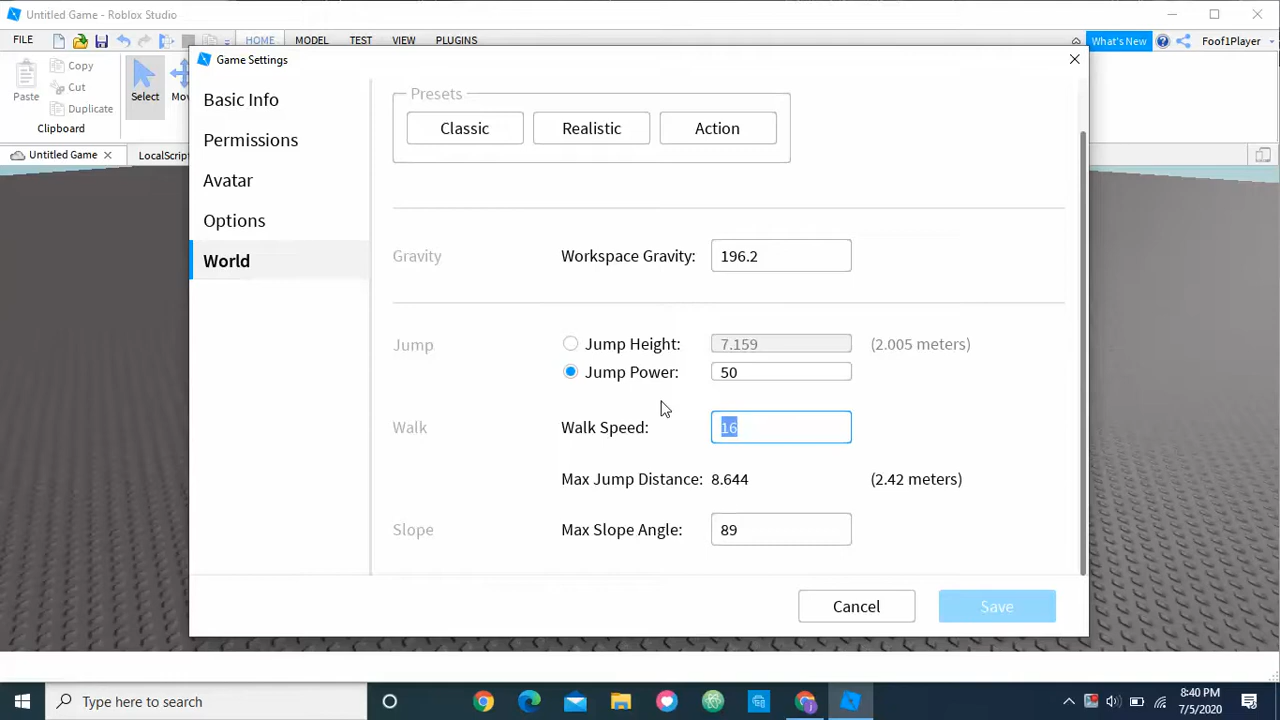 Untitled Game - Roblox Studio
FILE HOME MODEL TEST VIEW PLUGINS What's New Foof1Player
Paste Copy Cut Duplicate
Clipboard
Select Mov
Untitled Game LocalScript
Game Settings
Basic Info
Permissions
Avatar
Options
World
Presets
Classic Realistic Action
Gravity Workspace Gravity: 196.2
Jump Jump Height: 7.159 (2.005 meters)
Jump Power: 50
Walk Walk Speed: 16
Max Jump Distance: 8.644 (2.42 meters)
Slope Max Slope Angle: 89
Cancel Save
Type here to search
8:40 PM
7/5/2020